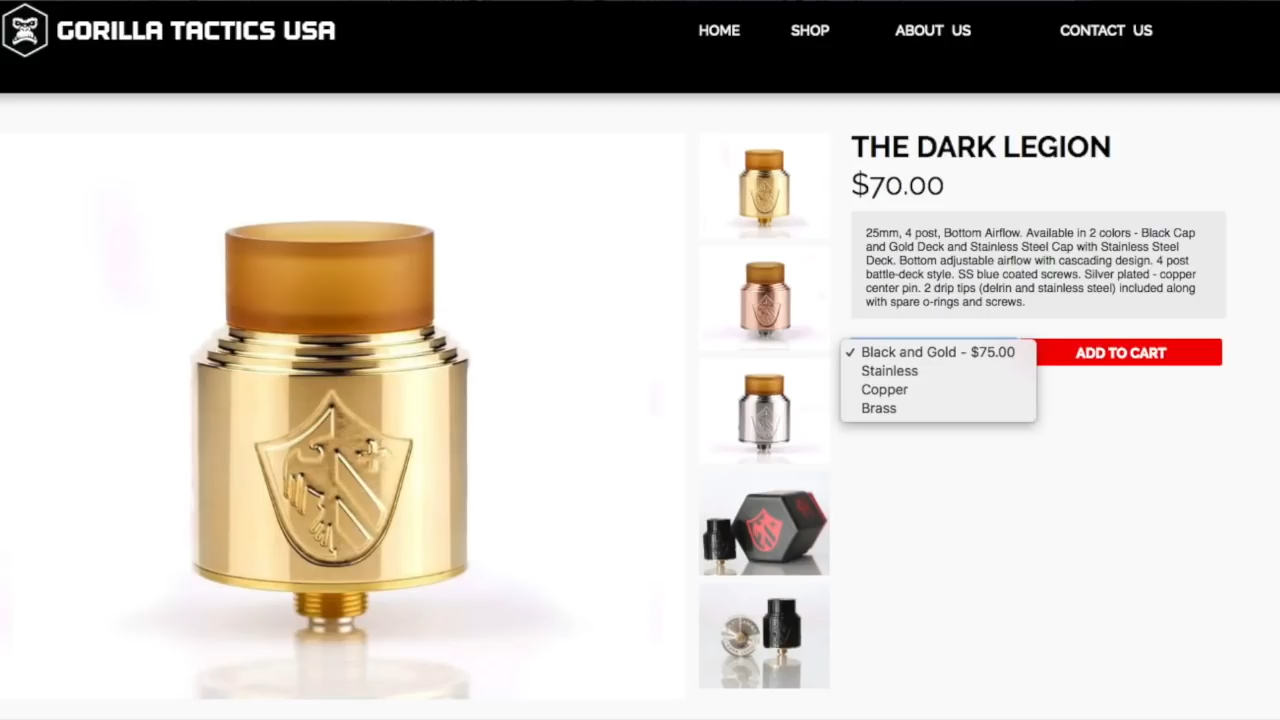 GORILLA TACTICS USA
HOME
SHOP
ABOUT US
CONTACT US
THE DARK LEGION
$70.00
25mm, 4 post, Bottom Airflow. Available in 2 colors - Black Cap
and Gold Deck and Stainless Steel Cap with Stainless Steel
Deck. Bottom adjustable airflow with cascading design. 4 post
battle-deck style. SS blue coated screws. Silver plated - copper
center pin. 2 drip tips (delrin and stainless steel) included along
with spare o-rings and screws.
✓ Black and Gold - $75.00
Stainless
Copper
Brass
ADD TO CART